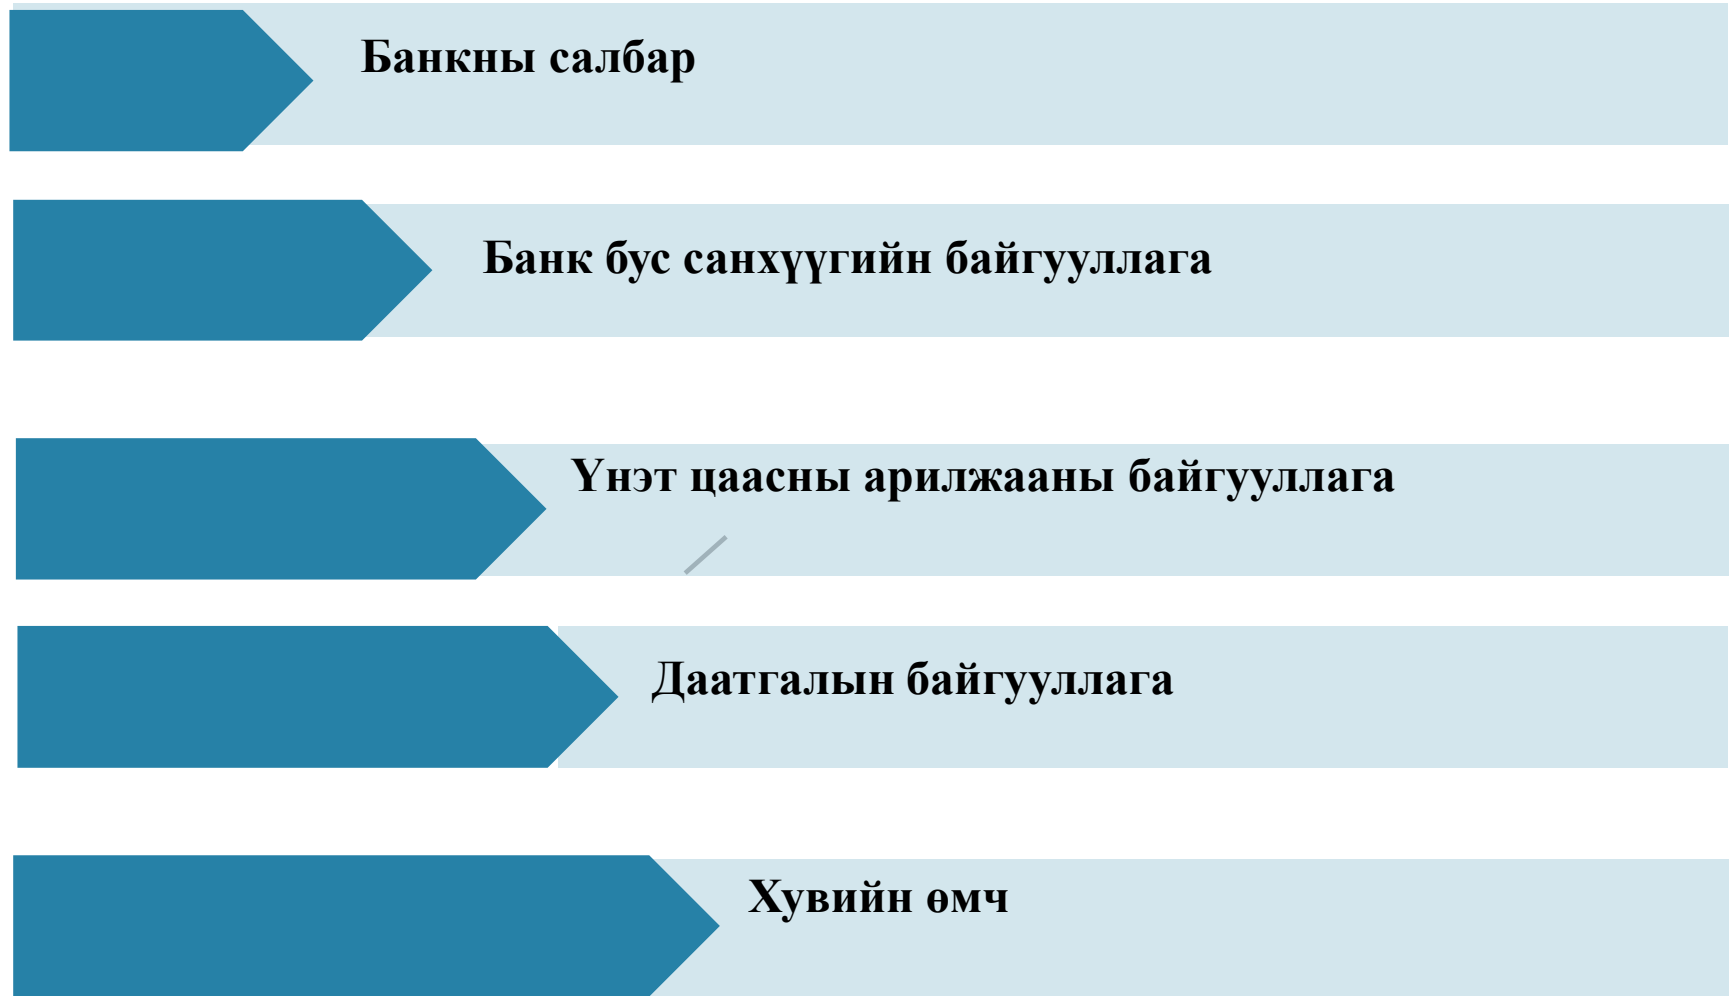 Банкны салбар
Банк бус санхүүгийн байгууллага
Үнэт цаасны арилжааны байгууллага
Даатгалын байгууллага
Хувийн өмч